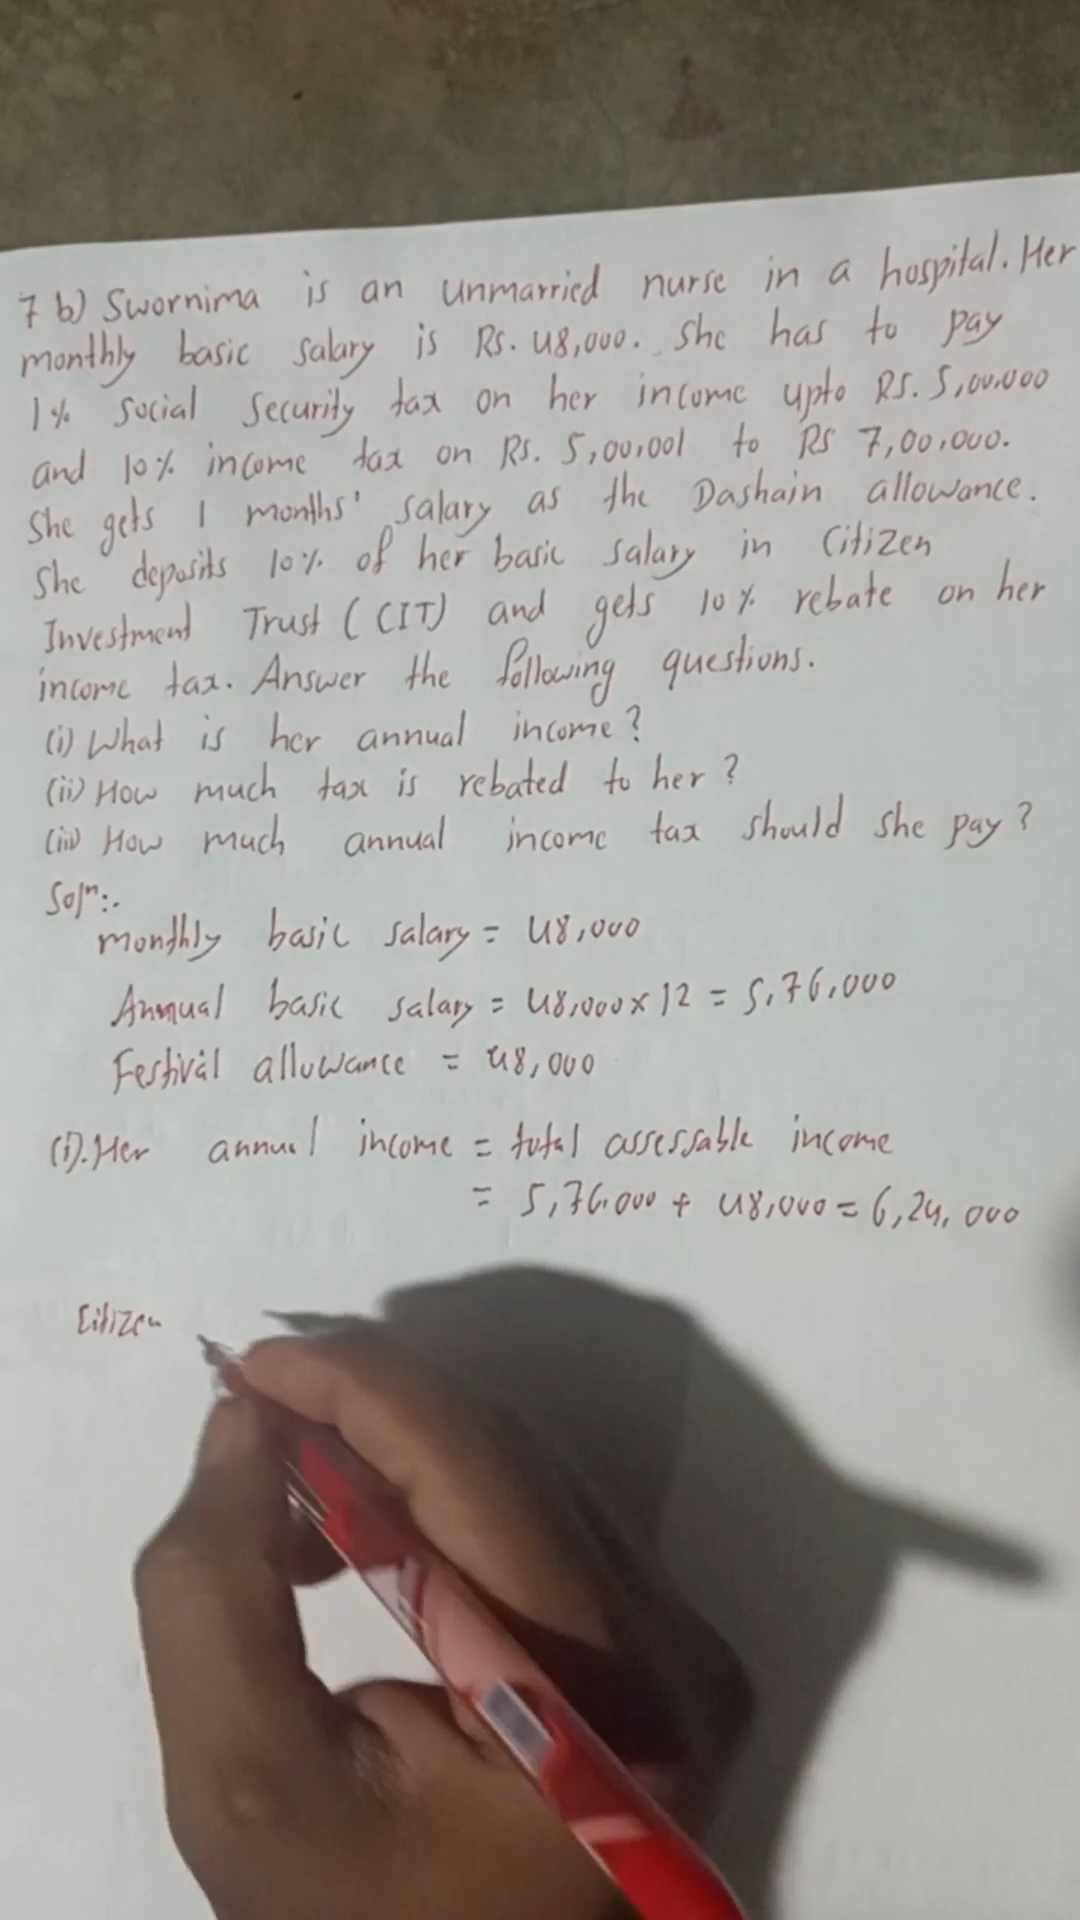 7 b) Swornima is an unmarried nurse in a hospital. Her
monthly basic salary is Rs. 48,000. She has to pay
1% social security tax on her income upto Rs. 5,00,000
and 10% income tax on Rs. 5,00,001 to Rs 7,00,000.
She gets 1 months' salary as the Dashain allowance.
She deposits 10% of her basic salary in Citizen
Investment Trust (CIT) and gets 10% rebate on her
income tax. Answer the following questions.
(i) What is her annual income?
(ii) How much tax is rebated to her?
(iii) How much annual income tax should she pay?
Solⁿ:-
monthly basic salary = 48,000
Annual basic salary = 48,000 x 12 = 5,76,000
Festival allowance = 48,000
(i). Her annual income = total assessable income
= 5,76,000 + 48,000 = 6,24,000
Citizen